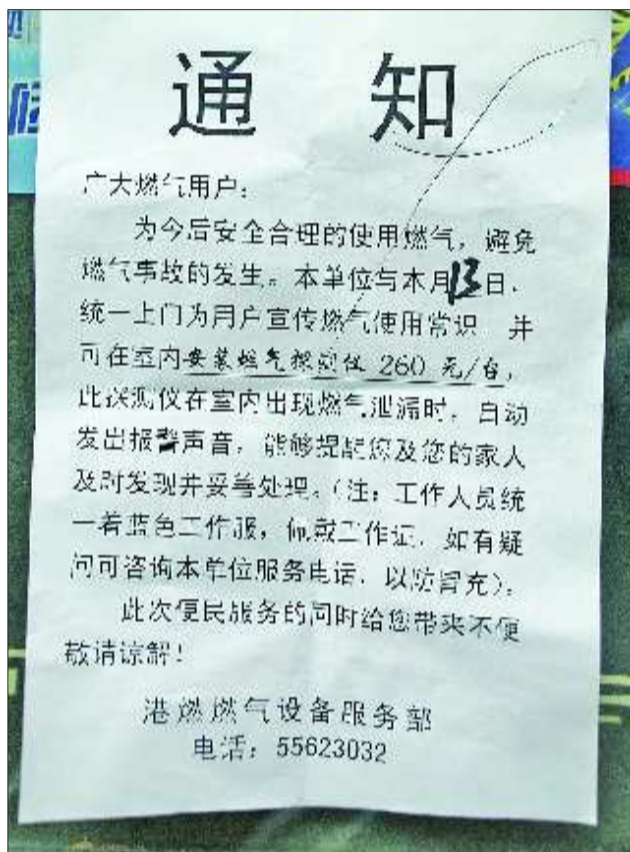 通知
广大燃气用户：
为今后安全合理的使用燃气，避免
燃气事故的发生。本单位与本月13日，
统一上门为用户宣传燃气使用常识 并
可在室内安装燃气探测仪 260 元/台，
此探测仪在室内出现燃气泄漏时，自动
发出报警声音，能够提醒您及您的家人
及时发现并妥善处理。（注：工作人员统
一着蓝色工作服，佩戴工作证，如有疑
问可咨询本单位服务电话，以防冒充）。
此次便民服务的同时给您带来不便
敬请谅解！
港燃燃气设备服务部
电话：55623032